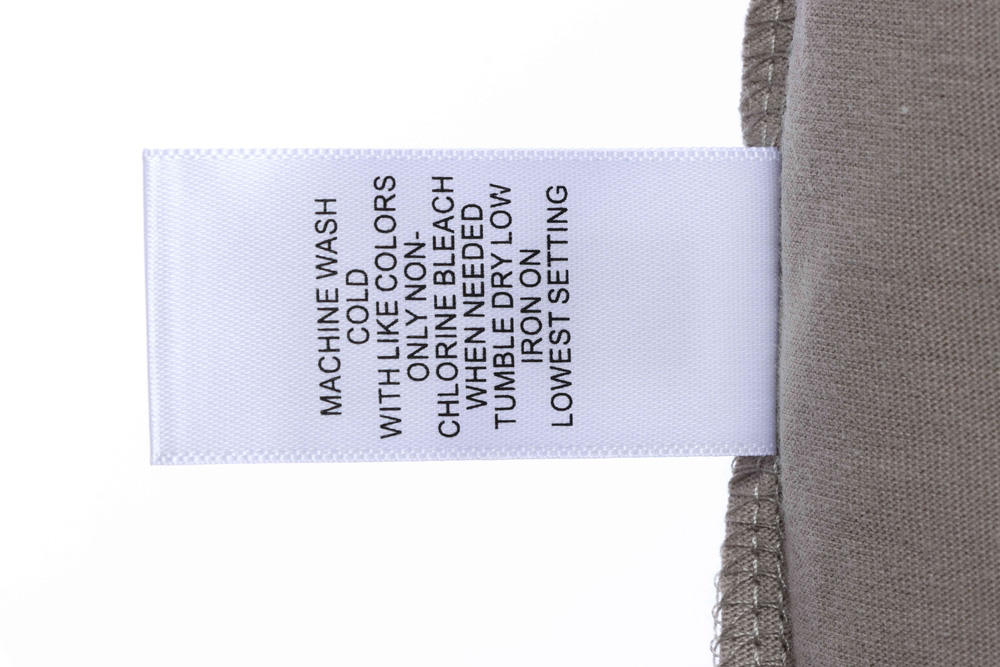 MACHINE WASH
COLD
WITH LIKE COLORS
ONLY NON-
CHLORINE BLEACH
WHEN NEEDED
TUMBLE DRY LOW
IRON ON
LOWEST SETTING